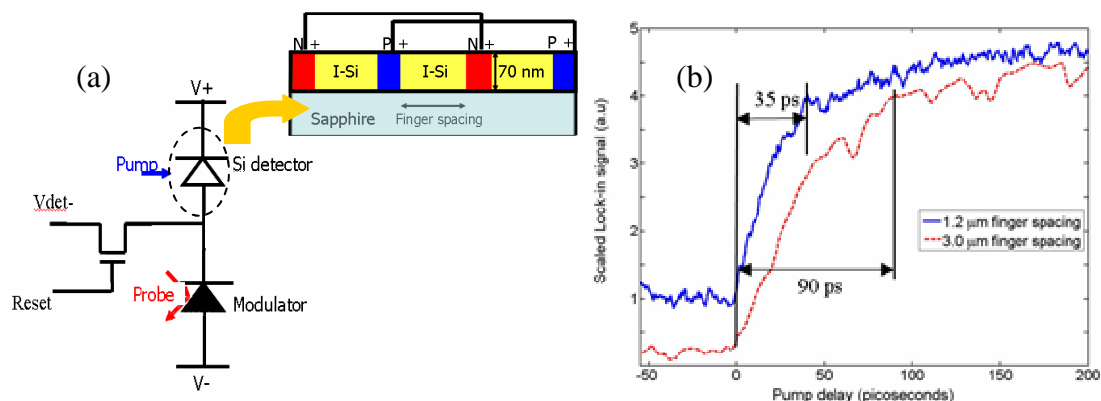 (a)
N + P + N + P +
I-Si I-Si 70 nm
Sapphire Finger spacing
V+
Pump Si detector
Vdet-
Reset
Probe Modulator
V-
(b)
Scaled Lock-in signal (a.u)
5
4
3
2
1
0
35 ps
90 ps
1.2 μm finger spacing
3.0 μm finger spacing
-50 0 50 100 150 200
Pump delay (picoseconds)